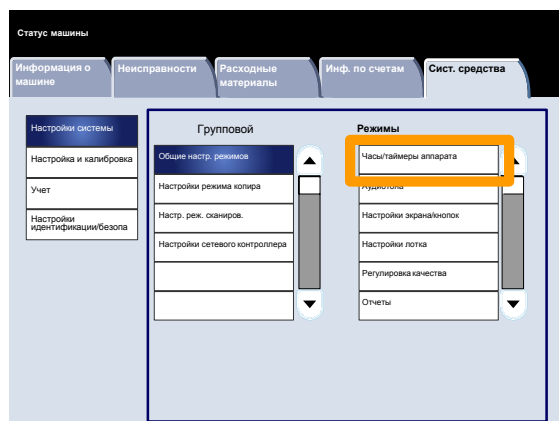 Статус машины
Информация о
машине
Неисправности
Расходные
материалы
Инф. по счетам
Сист. средства
Настройки системы
Настройка и калибровка
Учет
Настройки
идентификации/безопа
Групповой
Общие настр. режимов
Настройки режима копира
Настр. реж. сканиров.
Настройки сетевого контроллера
Режимы
Часы/таймеры аппарата
Аудиотона
Настройки экрана/кнопок
Настройки лотка
Регулировка качества
Отчеты